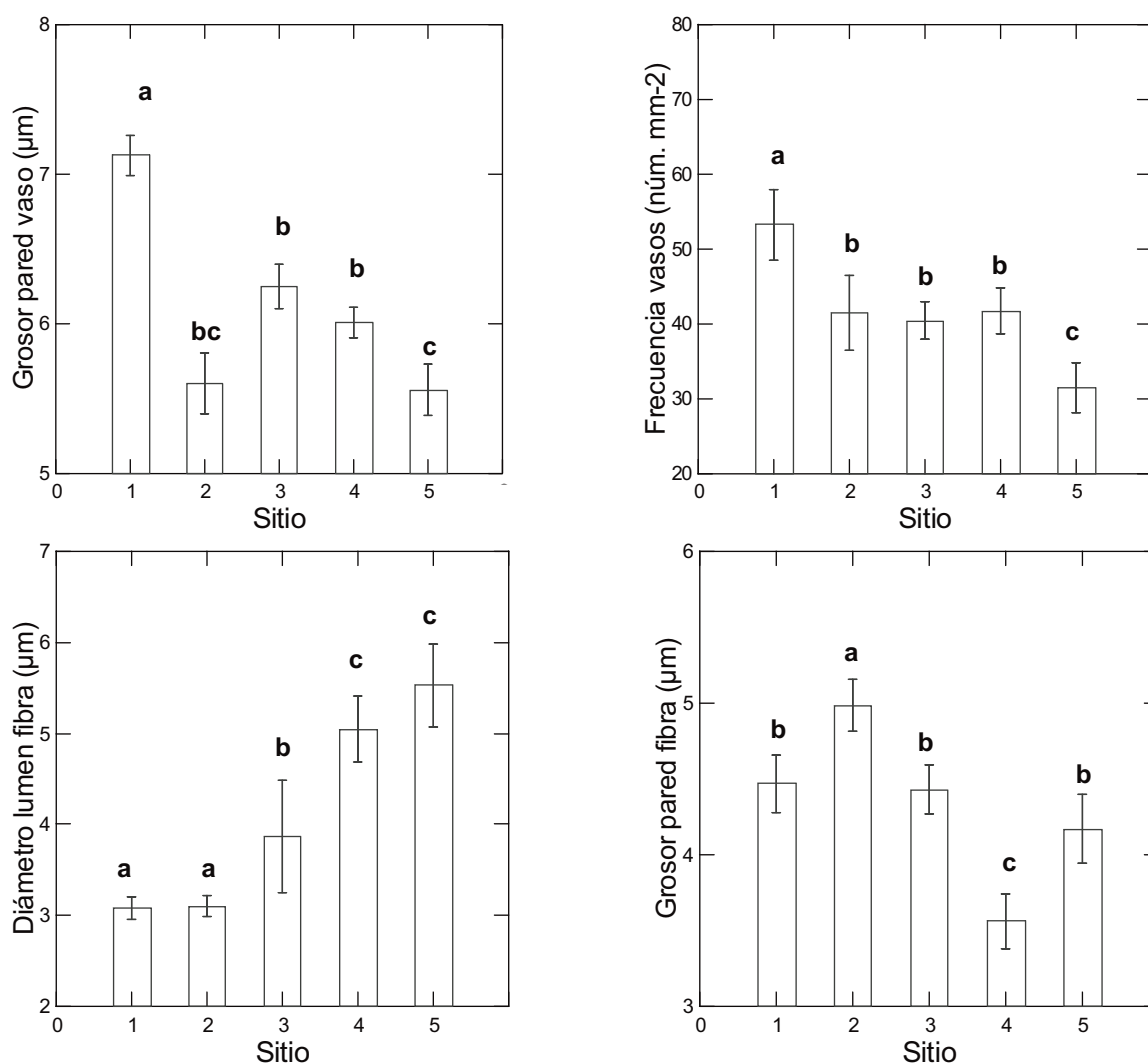 Grosor pared vaso (µm)
8
7
6
5
a
bc
b
b
c
0 1 2 3 4 5
Sitio
Frecuencia vasos (núm. mm-2)
80
70
60
50
40
30
20
a
b
b
b
c
0 1 2 3 4 5
Sitio
Diámetro lumen fibra (µm)
7
6
5
4
3
2
a
a
b
c
c
0 1 2 3 4 5
Sitio
Grosor pared fibra (µm)
6
5
4
3
b
a
b
c
b
0 1 2 3 4 5
Sitio